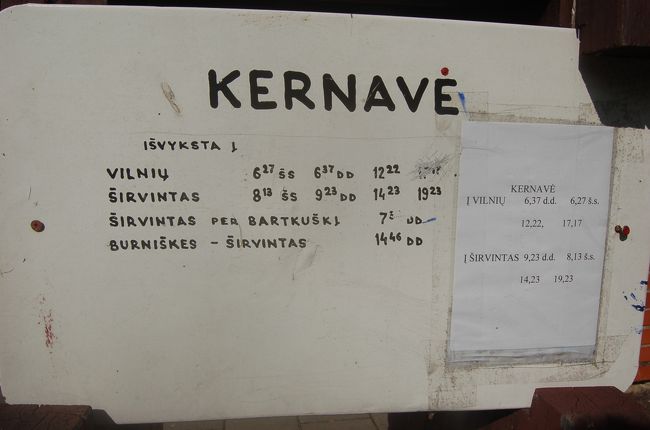 KERNAVĖ
IŠVYKSTA Į
VILNIŲ 6²⁷ ŠS 6³⁷ DD 12²²
ŠIRVINTAS 8¹³ ŠS 9²³ DD 14²³ 19²³
ŠIRVINTAS PER BARTKUŠKĮ DD
BURNIŠKES - ŠIRVINTAS 14⁴⁶ DD
KERNAVĖ
Į VILNIŲ 6,37 d.d. 6,27 š.s.
12,22, 17,17
Į ŠIRVINTAS 9,23 d.d. 8,13 š.s.
14,23 19,23